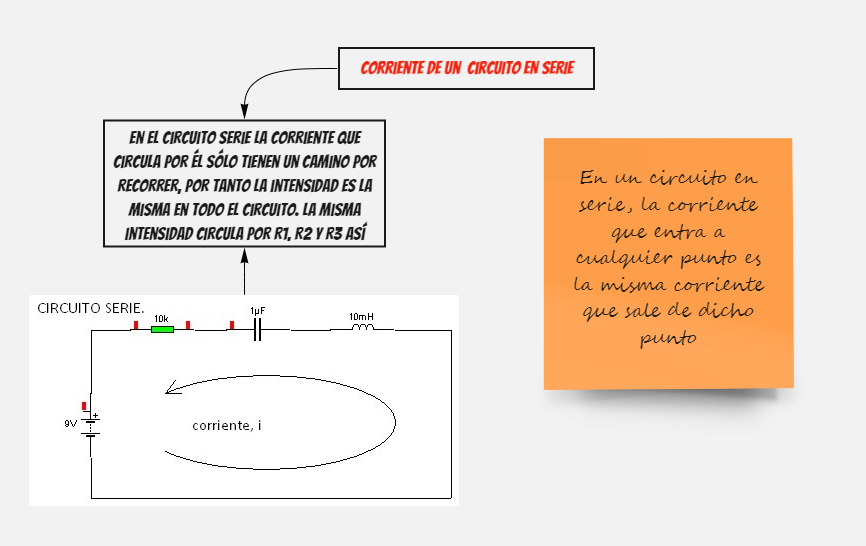 CORRIENTE DE UN CIRCUITO EN SERIE
EN EL CIRCUITO SERIE LA CORRIENTE QUE
CIRCULA POR ÉL SÓLO TIENEN UN CAMINO POR
RECORRER, POR TANTO LA INTENSIDAD ES LA
MISMA EN TODO EL CIRCUITO. LA MISMA
INTENSIDAD CIRCULA POR R1, R2 Y R3 ASÍ
En un circuito en
serie, la corriente
que entra a
cualquier punto es
la misma corriente
que sale de dicho
punto
CIRCUITO SERIE.
10k
1µF
10mH
9V
+
corriente, i